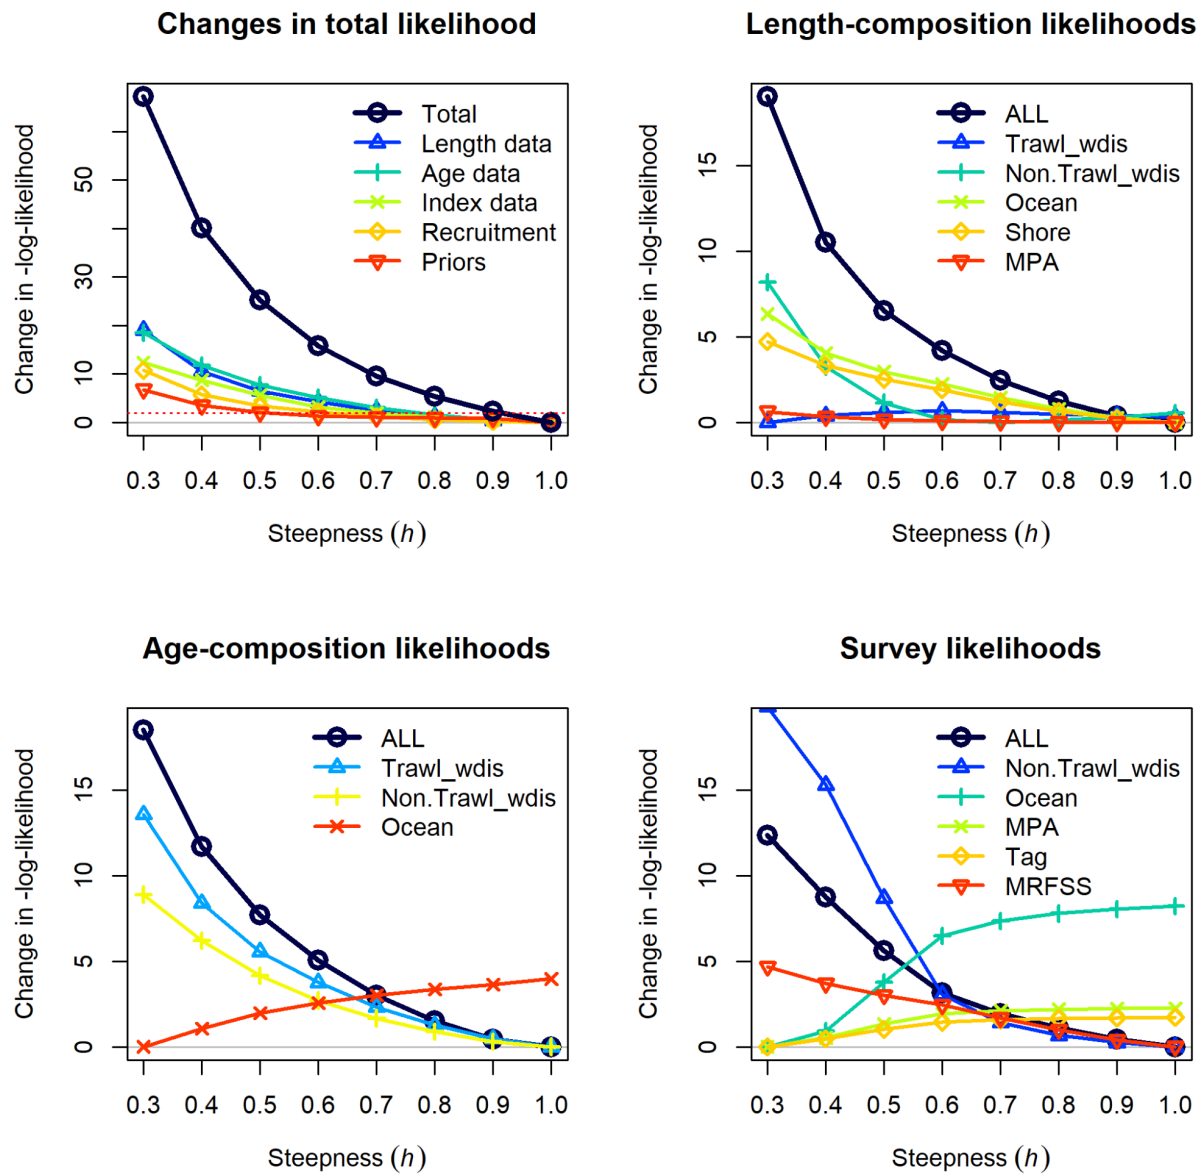 Changes in total likelihood
Change in -log-likelihood
0
10
30
50
Total
Length data
Age data
Index data
Recruitment
Priors
0.3 0.4 0.5 0.6 0.7 0.8 0.9 1.0
Steepness (h)
Length-composition likelihoods
Change in -log-likelihood
0
5
10
15
ALL
Trawl_wdis
Non.Trawl_wdis
Ocean
Shore
MPA
0.3 0.4 0.5 0.6 0.7 0.8 0.9 1.0
Steepness (h)
Age-composition likelihoods
Change in -log-likelihood
0
5
10
15
ALL
Trawl_wdis
Non.Trawl_wdis
Ocean
0.3 0.4 0.5 0.6 0.7 0.8 0.9 1.0
Steepness (h)
Survey likelihoods
Change in -log-likelihood
0
5
10
15
ALL
Non.Trawl_wdis
Ocean
MPA
Tag
MRFSS
0.3 0.4 0.5 0.6 0.7 0.8 0.9 1.0
Steepness (h)